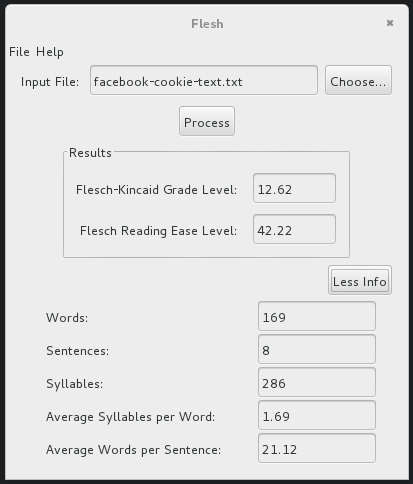 Flesh
File Help
Input File: facebook-cookie-text.txt Choose...
Process
Results
Flesch-Kincaid Grade Level: 12.62
Flesch Reading Ease Level: 42.22
Less Info
Words: 169
Sentences: 8
Syllables: 286
Average Syllables per Word: 1.69
Average Words per Sentence: 21.12